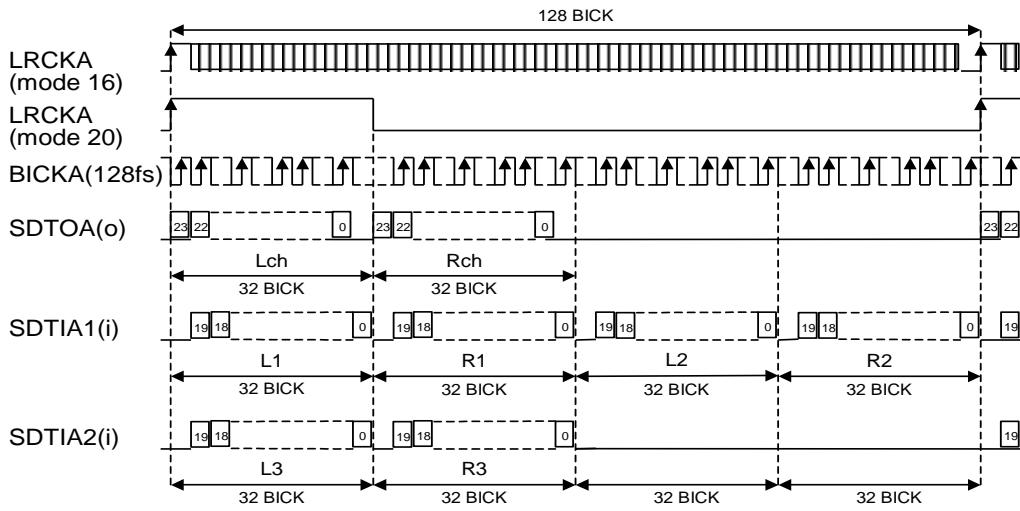 128 BICK
LRCKA
(mode 16)
LRCKA
(mode 20)
BICKA(128fs)
SDTOA(o)
23 22 0 23 22 0 23 22
Lch Rch
32 BICK 32 BICK
SDTIA1(i)
19 18 0 19 18 0 19 18 0 19 18 0 19
L1 R1 L2 R2
32 BICK 32 BICK 32 BICK 32 BICK
SDTIA2(i)
19 18 0 19 18 0 19
L3 R3
32 BICK 32 BICK 32 BICK 32 BICK